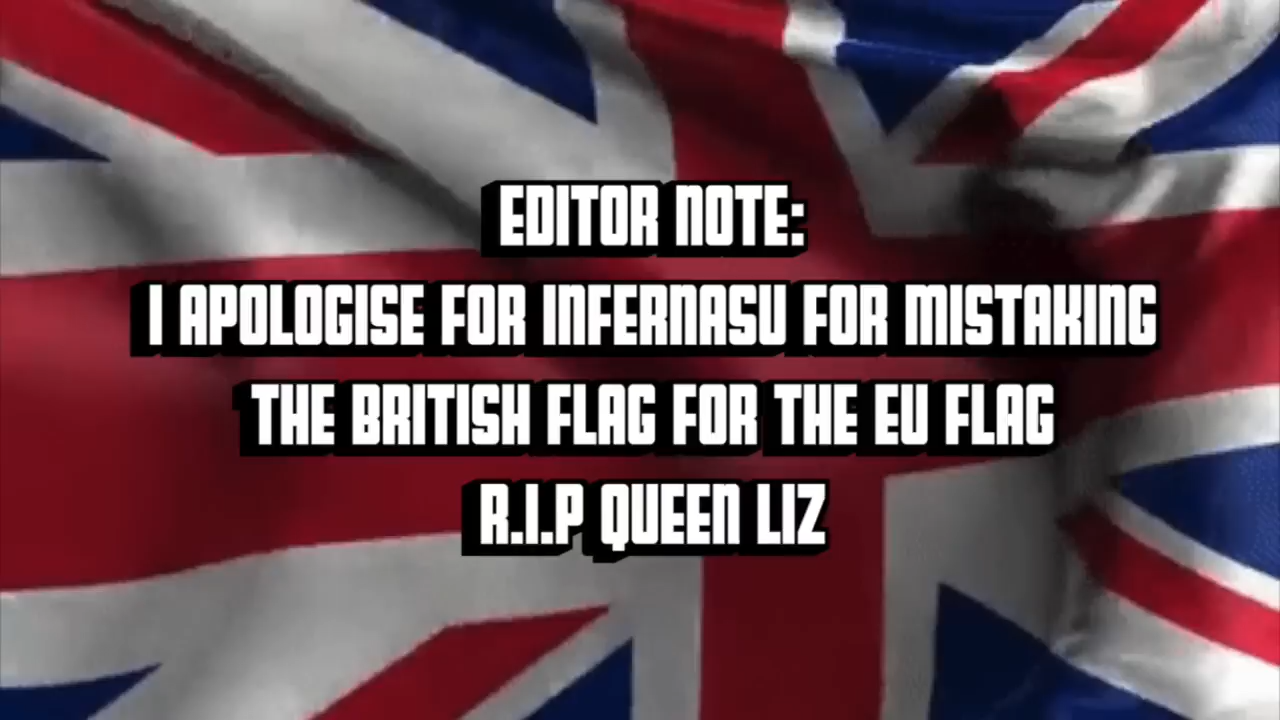 EDITOR NOTE:
I APOLOGISE FOR INFERNASU FOR MISTAKING
THE BRITISH FLAG FOR THE EU FLAG
R.I.P QUEEN LIZ